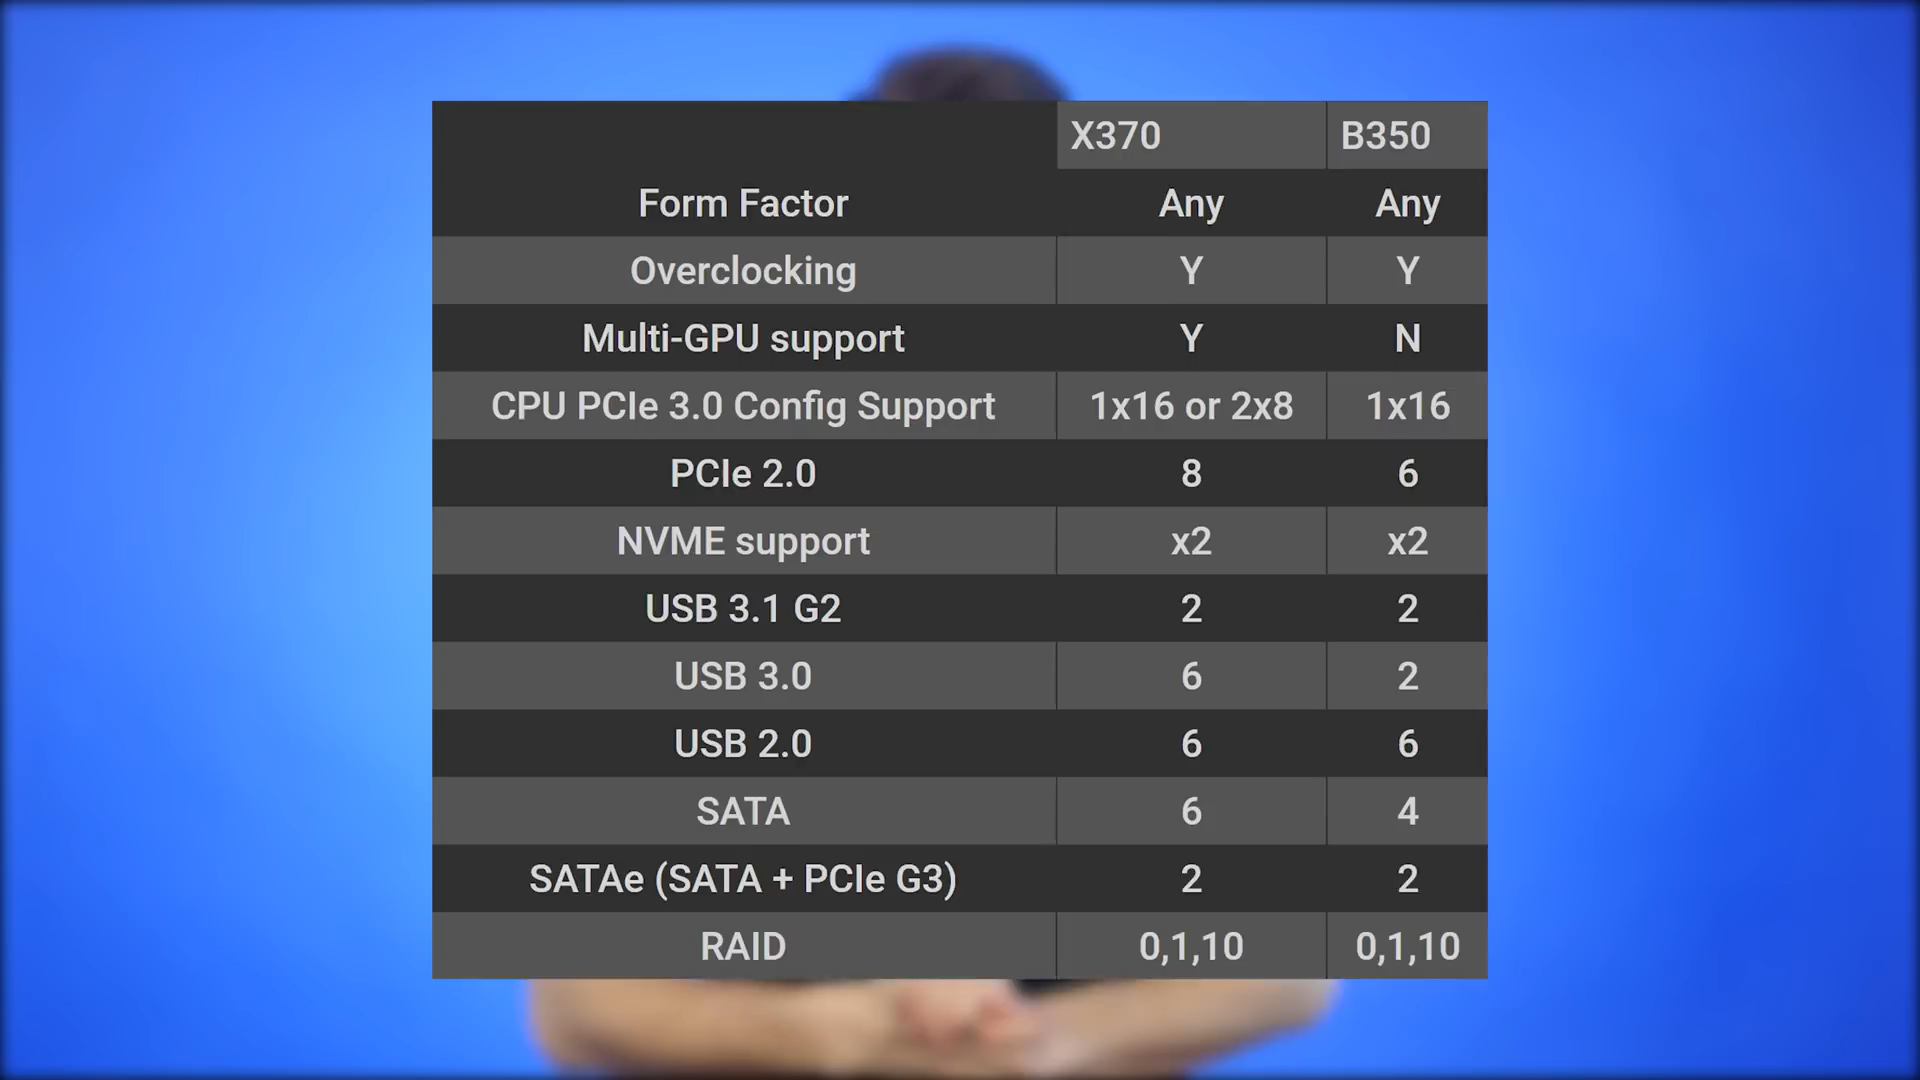 X370 B350
Form Factor Any Any
Overclocking Y Y
Multi-GPU support Y N
CPU PCIe 3.0 Config Support 1x16 or 2x8 1x16
PCIe 2.0 8 6
NVME support x2 x2
USB 3.1 G2 2 2
USB 3.0 6 2
USB 2.0 6 6
SATA 6 4
SATAe (SATA + PCIe G3) 2 2
RAID 0,1,10 0,1,10